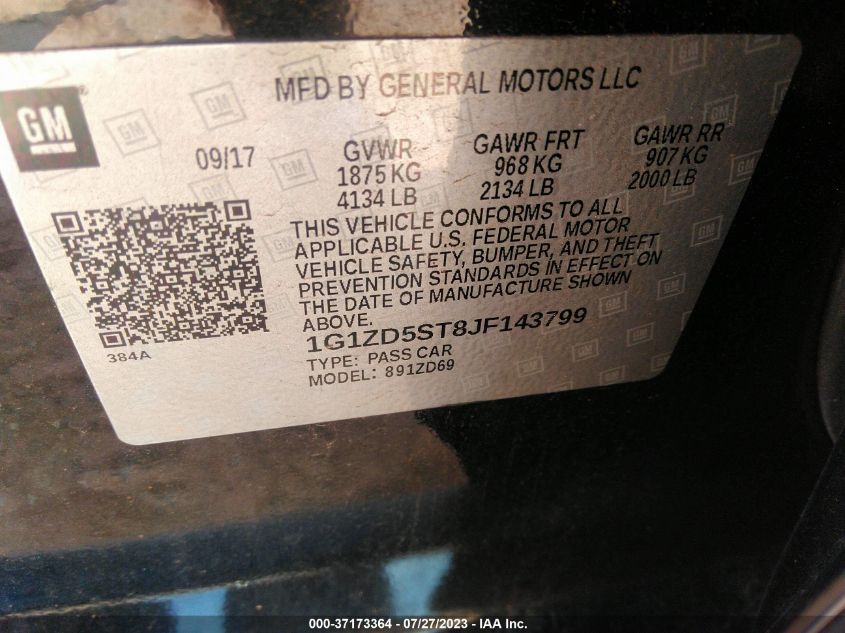 MFD BY GENERAL MOTORS LLC
GM
09/17
GVWR
1875 KG
4134 LB
GAWR FRT
968 KG
2134 LB
GAWR RR
907 KG
2000 LB
THIS VEHICLE CONFORMS TO ALL
APPLICABLE U.S. FEDERAL MOTOR
VEHICLE SAFETY, BUMPER, AND THEFT
PREVENTION STANDARDS IN EFFECT ON
THE DATE OF MANUFACTURE SHOWN
ABOVE.
1G1ZD5ST8JF143799
TYPE: PASS CAR
MODEL: 891ZD69
384A
000-37173364 / 07/27/2023 © IAA Inc.